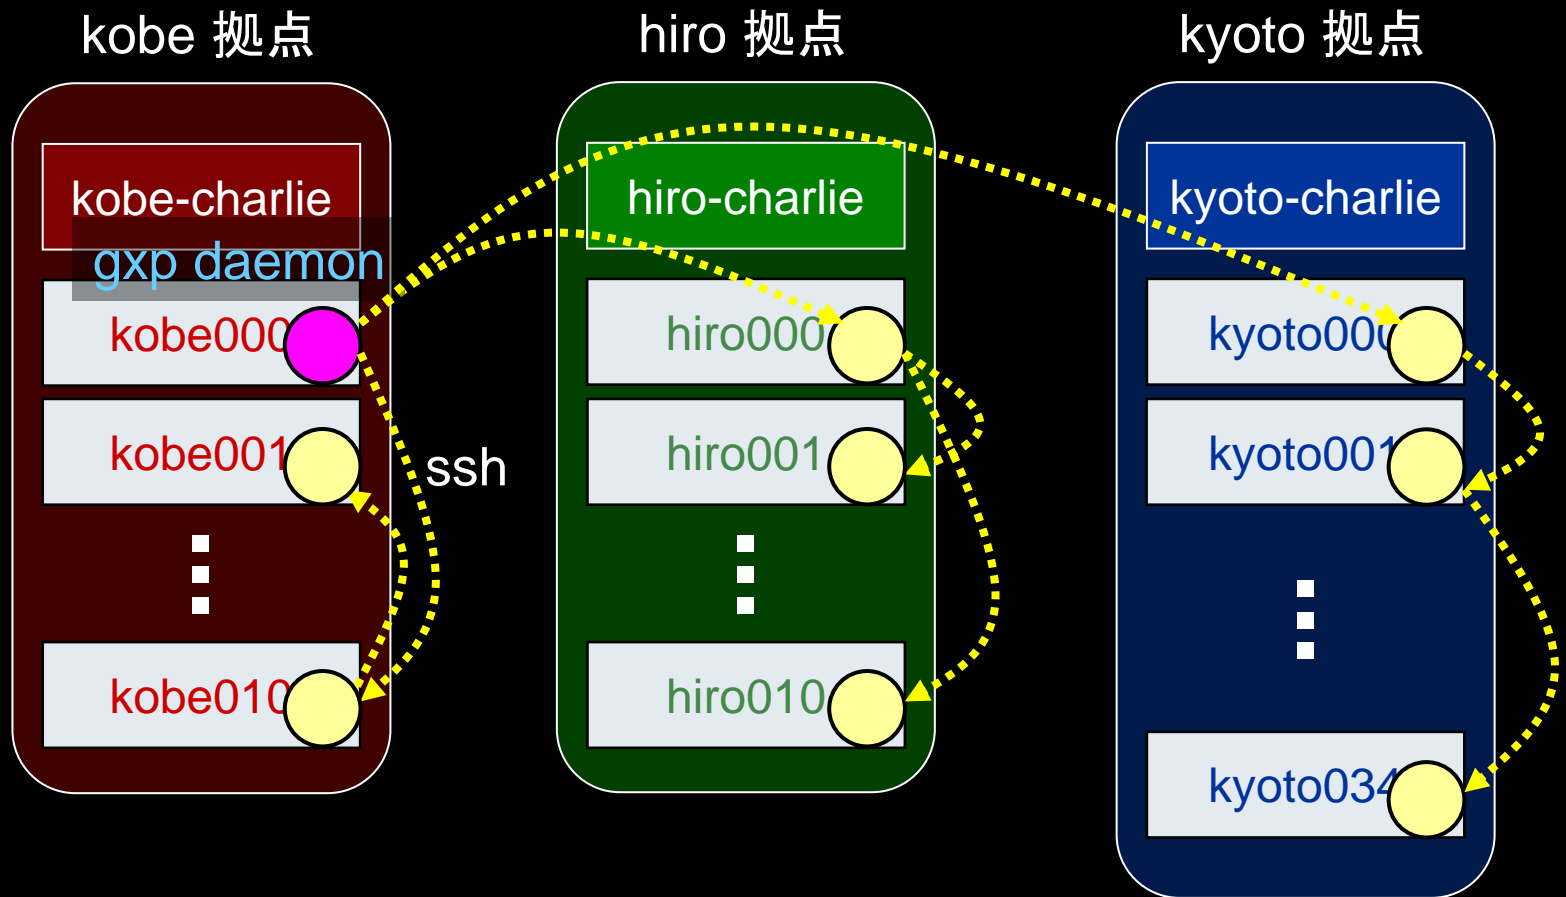 kobe 拠点
hiro 拠点
kyoto 拠点
kobe-charlie
hiro-charlie
kyoto-charlie
gxp daemon
kobe000
hiro000
kyoto000
kobe001
hiro001
kyoto001
ssh
kobe010
hiro010
kyoto034